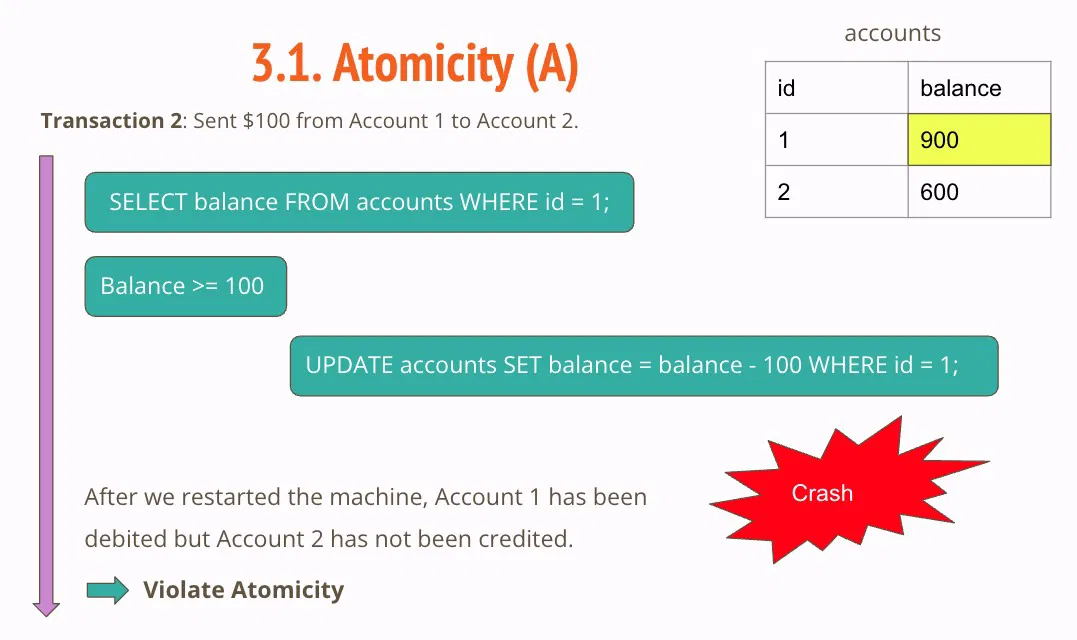 3.1. Atomicity (A)
Transaction 2: Sent $100 from Account 1 to Account 2.
accounts
id balance
1 900
2 600
SELECT balance FROM accounts WHERE id = 1;
Balance >= 100
UPDATE accounts SET balance = balance - 100 WHERE id = 1;
Crash
After we restarted the machine, Account 1 has been
debited but Account 2 has not been credited.
Violate Atomicity